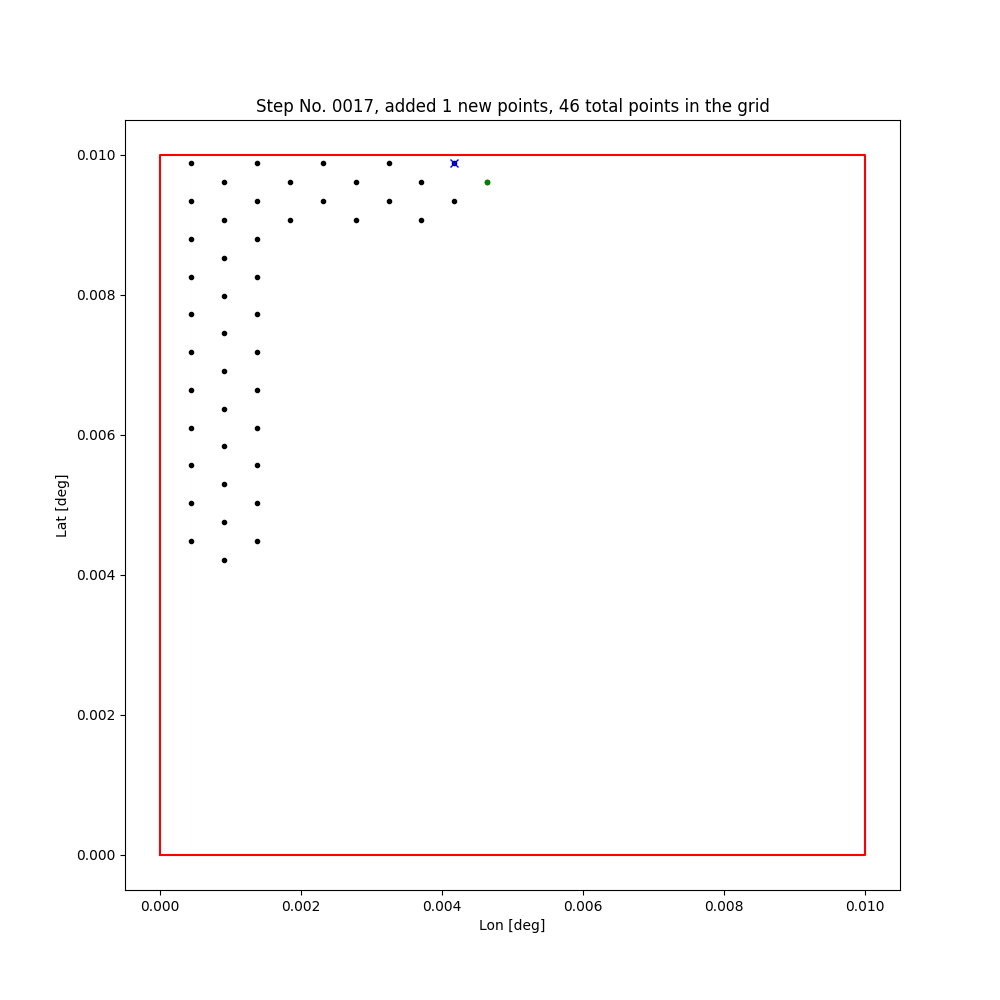 Step No. 0017, added 1 new points, 46 total points in the grid
0.010
0.008
0.006
0.004
0.002
0.000
Lat [deg]
0.000 0.002 0.004 0.006 0.008 0.010
Lon [deg]